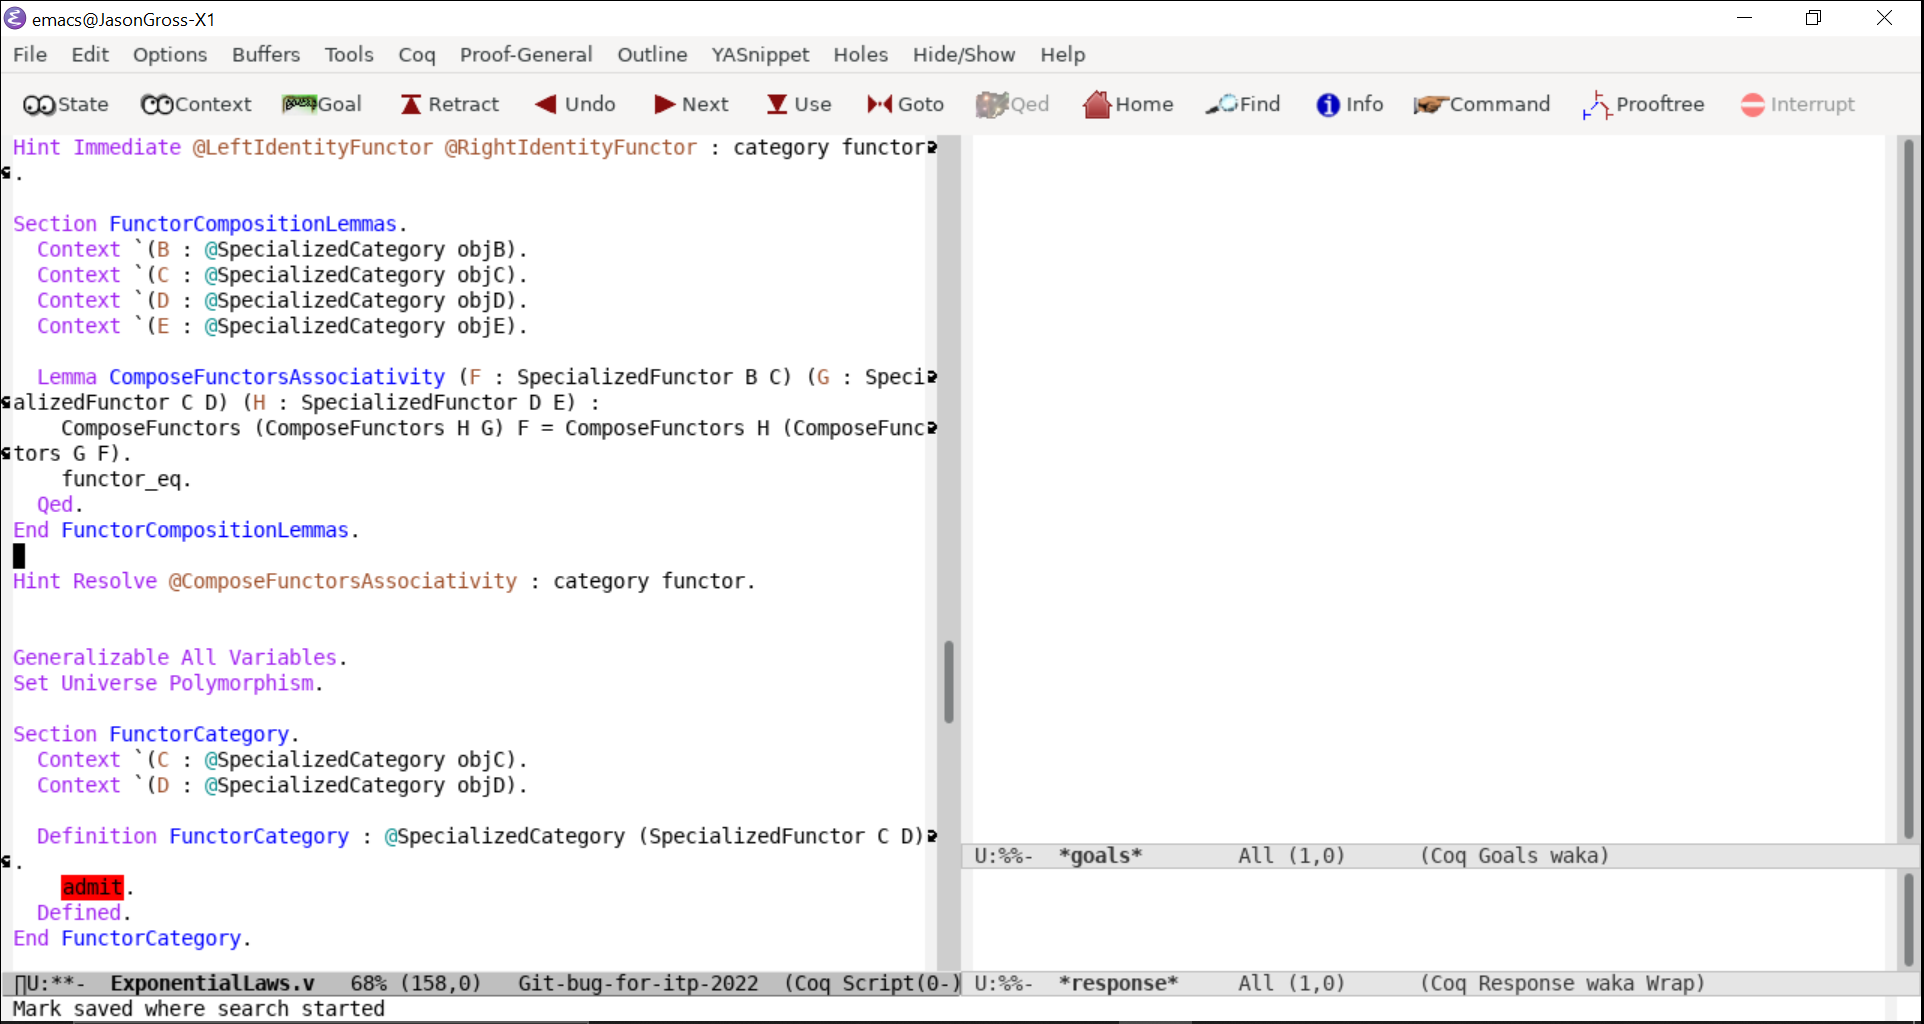 emacs@JasonGross-X1
File Edit Options Buffers Tools Coq Proof-General Outline YASnippet Holes Hide/Show Help
State Context Goal Retract Undo Next Use Goto Qed Home Find Info Command Prooftree Interrupt
Hint Immediate @LeftIdentityFunctor @RightIdentityFunctor : category functor
.
Section FunctorCompositionLemmas.
Context `(B : @SpecializedCategory objB).
Context `(C : @SpecializedCategory objC).
Context `(D : @SpecializedCategory objD).
Context `(E : @SpecializedCategory objE).
Lemma ComposeFunctorsAssociativity (F : SpecializedFunctor B C) (G : Speci
alizedFunctor C D) (H : SpecializedFunctor D E) :
ComposeFunctors (ComposeFunctors H G) F = ComposeFunctors H (ComposeFunc
tors G F).
functor_eq.
Qed.
End FunctorCompositionLemmas.
Hint Resolve @ComposeFunctorsAssociativity : category functor.
Generalizable All Variables.
Set Universe Polymorphism.
Section FunctorCategory.
Context `(C : @SpecializedCategory objC).
Context `(D : @SpecializedCategory objD).
Definition FunctorCategory : @SpecializedCategory (SpecializedFunctor C D)
.
admit.
Defined.
End FunctorCategory.
U:**- ExponentialLaws.v 68% (158,0) Git-bug-for-itp-2022 (Coq Script(0-)
Mark saved where search started
U:%%- *goals* All (1,0) (Coq Goals waka)
U:%%- *response* All (1,0) (Coq Response waka Wrap)